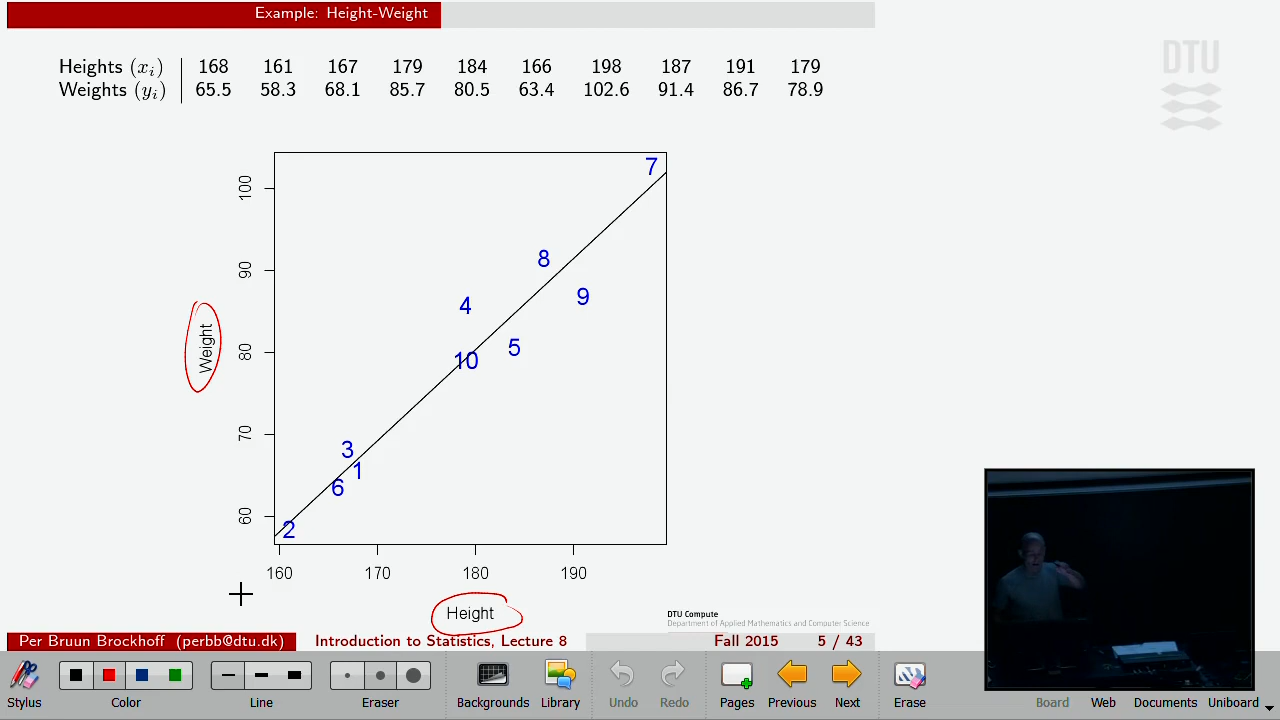 Example: Height-Weight
DTU
Heights (xi) 168 161 167 179 184 166 198 187 191 179
Weights (yi) 65.5 58.3 68.1 85.7 80.5 63.4 102.6 91.4 86.7 78.9
7
100
8
90
9
4
Weight
5
80
10
3
70
1
6
60
2
160 170 180 190
Height
DTU Compute
Department of Applied Mathematics and Computer Science
Per Bruun Brockhoff (perbb@dtu.dk) Introduction to Statistics, Lecture 8 Fall 2015 5 / 43
Stylus Color Line Eraser Backgrounds Library Undo Redo Pages Previous Next Erase Board Web Documents Uniboard